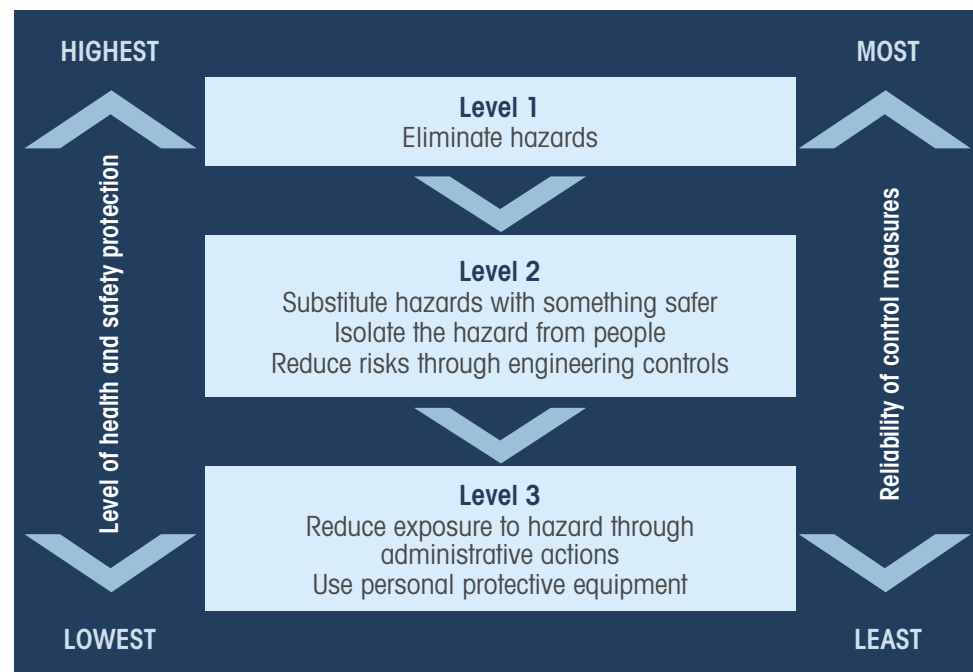 HIGHEST
MOST
Level 1
Eliminate hazards
Level of health and safety protection
Level 2
Substitute hazards with something safer
Isolate the hazard from people
Reduce risks through engineering controls
Reliability of control measures
Level 3
Reduce exposure to hazard through
administrative actions
Use personal protective equipment
LOWEST
LEAST